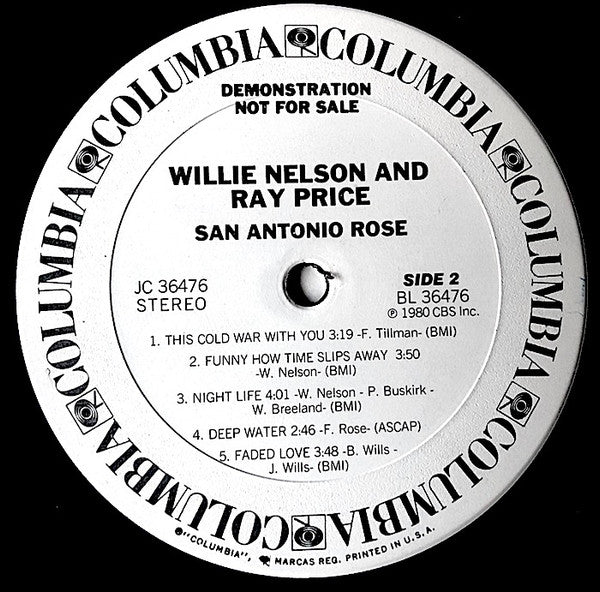 COLUMBIA COLUMBIA COLUMBIA COLUMBIA COLUMBIA COLUMBIA COLUMBIA
DEMONSTRATION
NOT FOR SALE
WILLIE NELSON AND
RAY PRICE
SAN ANTONIO ROSE
JC 36476
STEREO
SIDE 2
BL 36476
℗ 1980 CBS Inc.
1. THIS COLD WAR WITH YOU 3:19 -F. Tillman- (BMI)
2. FUNNY HOW TIME SLIPS AWAY 3:50
-W. Nelson- (BMI)
3. NIGHT LIFE 4:01 -W. Nelson - P. Buskirk -
W. Breeland- (BMI)
4. DEEP WATER 2:46 -F. Rose- (ASCAP)
5. FADED LOVE 3:48 -B. Wills -
J. Wills- (BMI)
®"COLUMBIA", MARCAS REG. PRINTED IN U.S.A.